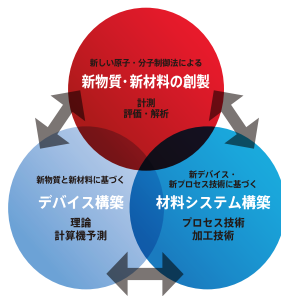 新しい原子・分子制御法による
新物質・新材料の創製
計測
評価・解析
新物質と新材料に基づく
デバイス構築
理論
計算機予測
新デバイス・
新プロセス技術に基づく
材料システム構築
プロセス技術
加工技術